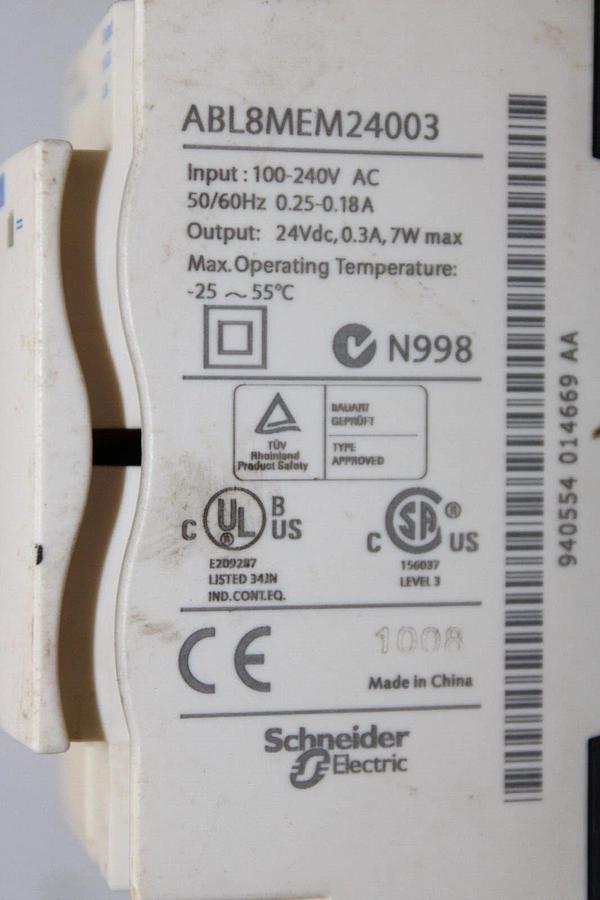 ABL8MEM24003
Input : 100-240V AC
50/60Hz 0.25-0.18A
Output: 24Vdc, 0.3A, 7W max
Max. Operating Temperature:
-25 ~ 55°C
N998
TÜV
Rheinland
Product Safety
BAUART
GEPRÜFT
TYPE
APPROVED
C UL ® B US
E209287
LISTED 34JN
IND.CONT.EQ.
C SA ® US
156037
LEVEL 3
CE
1008
Made in China
Schneider
Electric
940554 014669 AA